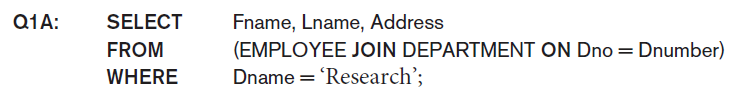 Q1A: SELECT Fname, Lname, Address
FROM (EMPLOYEE JOIN DEPARTMENT ON Dno = Dnumber)
WHERE Dname = ‘Research’;